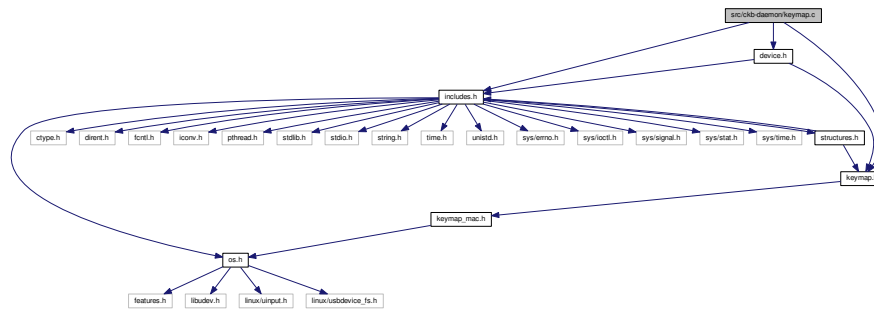 src/ckb-daemon/keymap.c
device.h
includes.h
ctype.h
dirent.h
fcntl.h
iconv.h
pthread.h
stdlib.h
stdio.h
string.h
time.h
unistd.h
sys/errno.h
sys/ioctl.h
sys/signal.h
sys/stat.h
sys/time.h
structures.h
keymap.
keymap_mac.h
os.h
features.h
libudev.h
linux/uinput.h
linux/usbdevice_fs.h